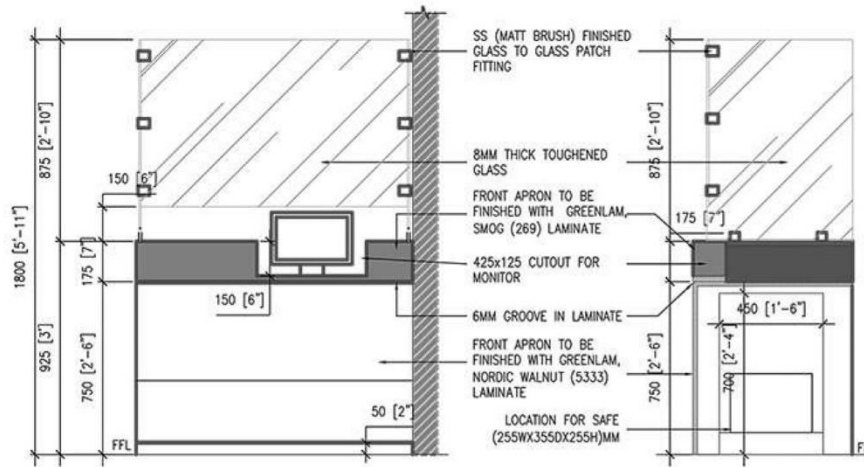 SS (MATT BRUSH) FINISHED
GLASS TO GLASS PATCH
FITTING
8MM THICK TOUGHENED
GLASS
FRONT APRON TO BE
FINISHED WITH GREENLAM,
SMOG (269) LAMINATE
425x125 CUTOUT FOR
MONITOR
6MM GROOVE IN LAMINATE
FRONT APRON TO BE
FINISHED WITH GREENLAM,
NORDIC WALNUT (5333)
LAMINATE
LOCATION FOR SAFE
(255WX355DX255H)MM
1800 [5'-11"]
875 [2'-10"]
925 [3']
150 [6"]
175 [7"]
750 [2'-6"]
150 [6"]
50 [2"]
FFL
875 [2'-10"]
175 [7"]
450 [1'-6"]
750 [2'-6"]
700 [2'-4"]
F